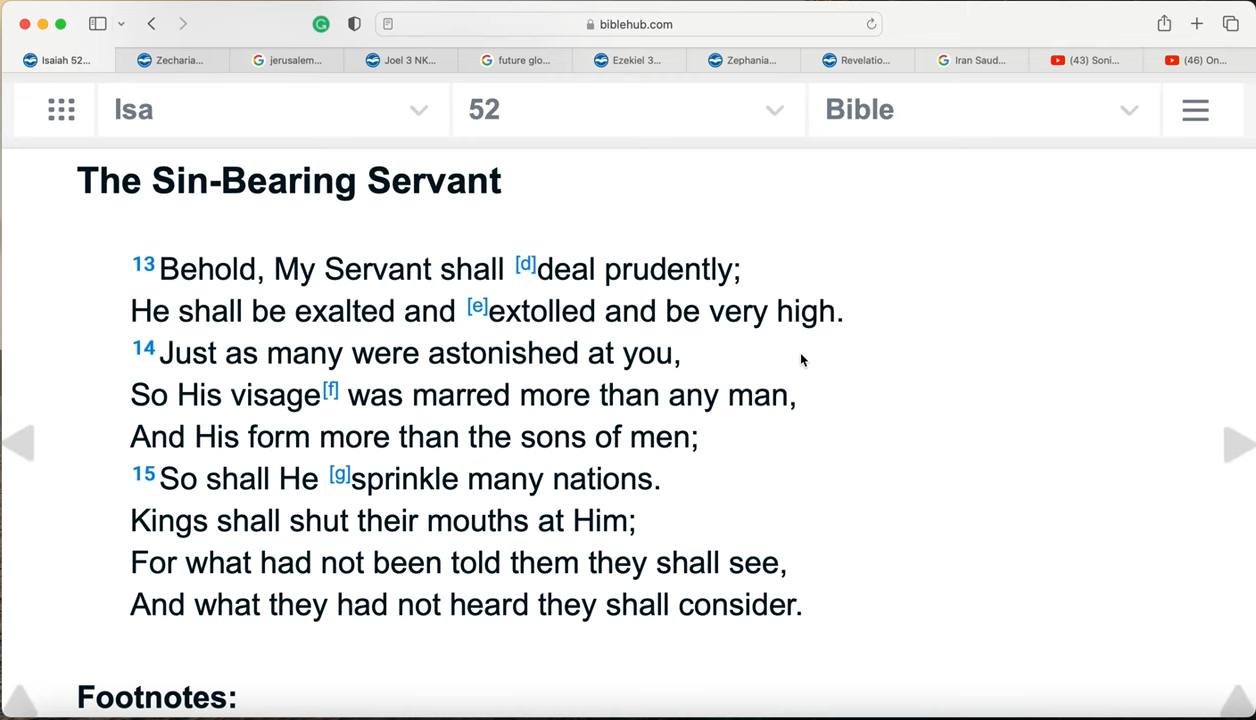 biblehub.com
Isaiah 52...
Zecharia...
jerusalem...
Joel 3 NK...
future glo...
Ezekiel 3...
Zephania...
Revelatio...
Iran Saud...
(43) Soni...
(46) On...
Isa
52
Bible
The Sin-Bearing Servant
13 Behold, My Servant shall [d]deal prudently;
He shall be exalted and [e]extolled and be very high.
14 Just as many were astonished at you,
So His visage[f] was marred more than any man,
And His form more than the sons of men;
15 So shall He [g]sprinkle many nations.
Kings shall shut their mouths at Him;
For what had not been told them they shall see,
And what they had not heard they shall consider.
Footnotes: